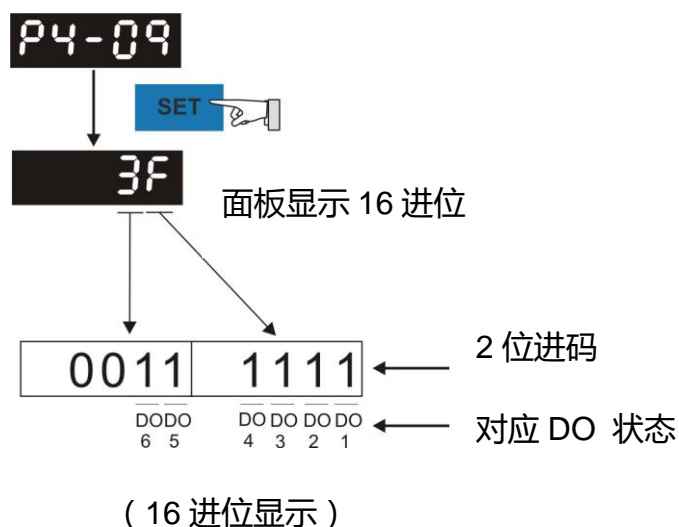 P4-09
SET
3F
面板显示 16 进位
0011 1111
2 位进码
DO DO DO DO DO DO
6 5 4 3 2 1
对应 DO 状态
（16 进位显示）